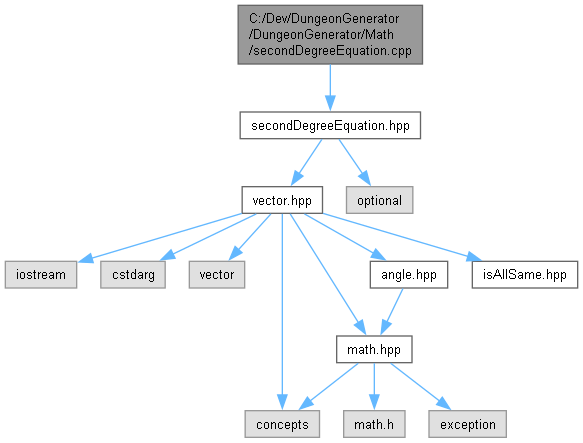 C:/Dev/DungeonGenerator
/DungeonGenerator/Math
/secondDegreeEquation.cpp
secondDegreeEquation.hpp
vector.hpp
optional
iostream
cstdarg
vector
angle.hpp
isAllSame.hpp
math.hpp
concepts
math.h
exception